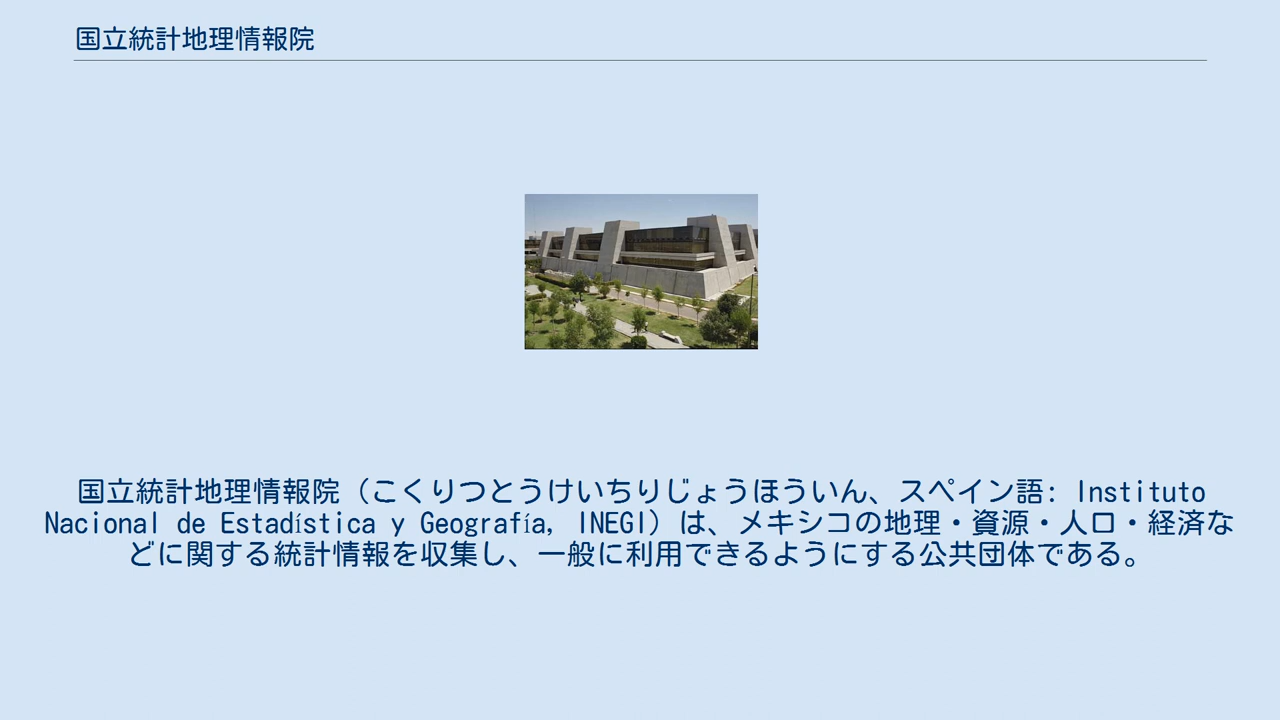 国立統計地理情報院
国立統計地理情報院（こくりつとうけいちりじょうほういん、スペイン語: Instituto
Nacional de Estadística y Geografía, INEGI）は、メキシコの地理・資源・人口・経済な
どに関する統計情報を収集し、一般に利用できるようにする公共団体である。